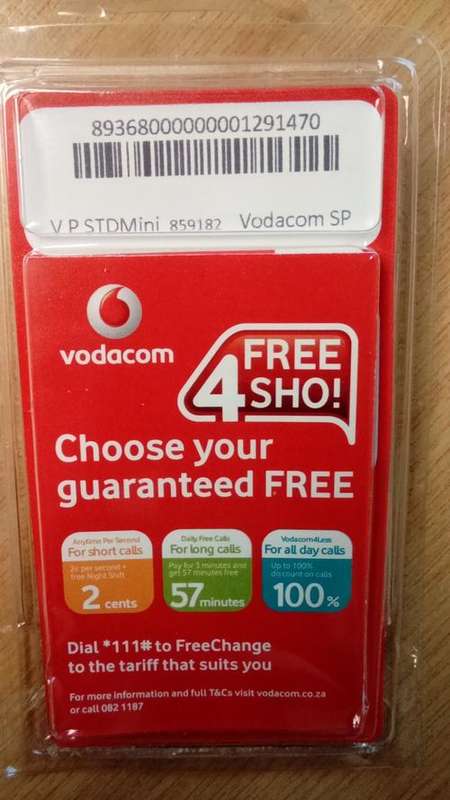 89368000000001291470
V P STDMini 859182 Vodacom SP
vodacom
4 FREE
SHO!
Choose your
guaranteed FREE
Anytime Per Second
For short calls
2c per second +
free Night Shift
2 cents
Daily Free Calls
For long calls
Pay for 3 minutes and
get 57 minutes free
57 minutes
Vodacom4Less
For all day calls
Up to 100%
discount on calls
100 %
Dial *111# to FreeChange
to the tariff that suits you
For more information and full T&Cs visit vodacom.co.za
or call 082 1187